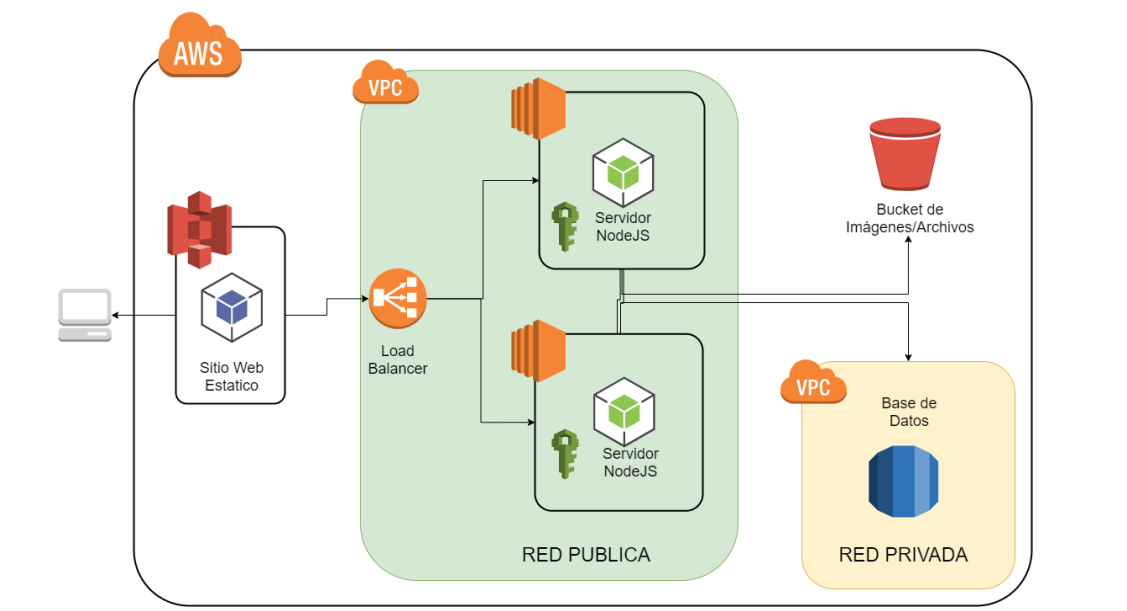 AWS
VPC
Servidor
NodeJS
Bucket de
Imágenes/Archivos
Sitio Web
Estatico
Load
Balancer
Servidor
NodeJS
VPC
Base de
Datos
RED PUBLICA
RED PRIVADA